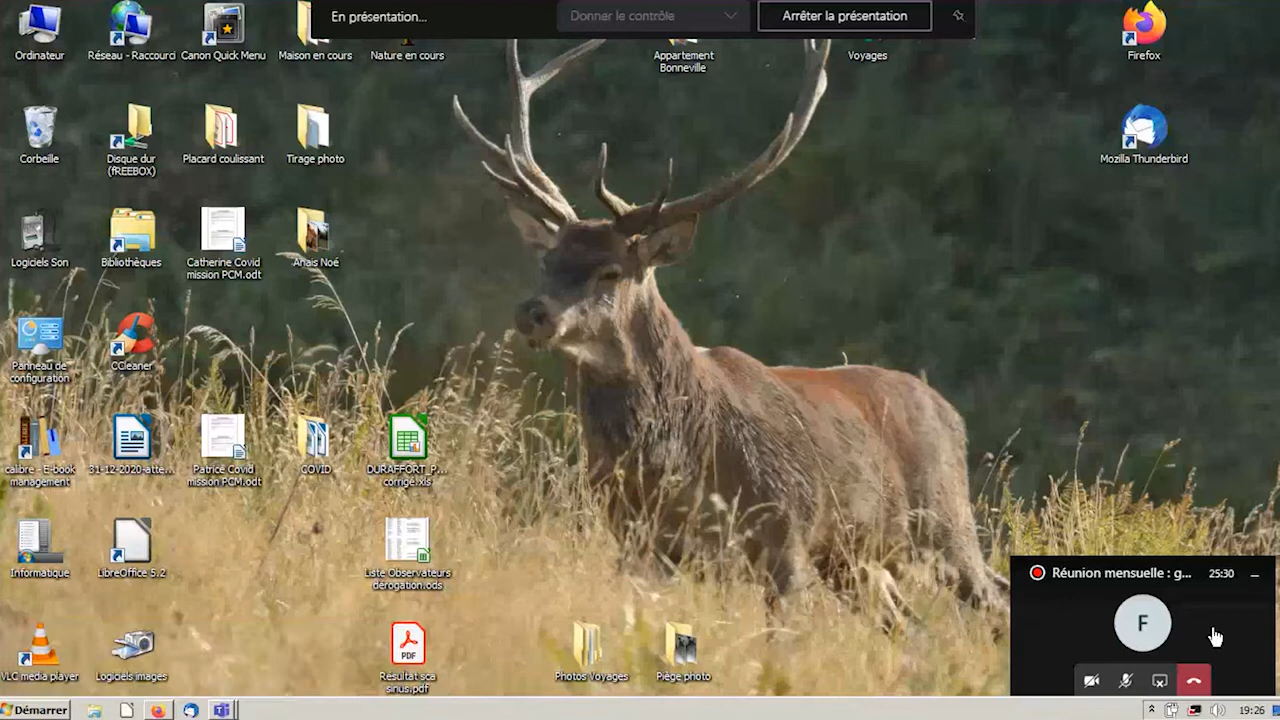 En présentation...
Donner le contrôle
Arrêter la présentation
Ordinateur
Réseau - Raccourci
Canon Quick Menu
Maison en cours
Nature en cours
Appartement
Bonneville
Voyages
Firefox
Corbeille
Disque dur
(fREEBOX)
Placard coulissant
Tirage photo
Mozilla Thunderbird
Logiciels Son
Bibliothèques
Catherine Covid
mission PCM.odt
Anais Noé
Panneau de
configuration
CCleaner
calibre - E-book
management
31-12-2020-atte...
Patrice Covid
mission PCM.odt
COVID
DURAFFORT_P...
corrigé.xls
Informatique
LibreOffice 5.2
Liste Observateurs
dérogation.ods
Réunion mensuelle : g...
25:30
F
VLC media player
Logiciels images
PDF
Résultat sca
sirius.pdf
Photos Voyages
Piège photo
Démarrer
19:26